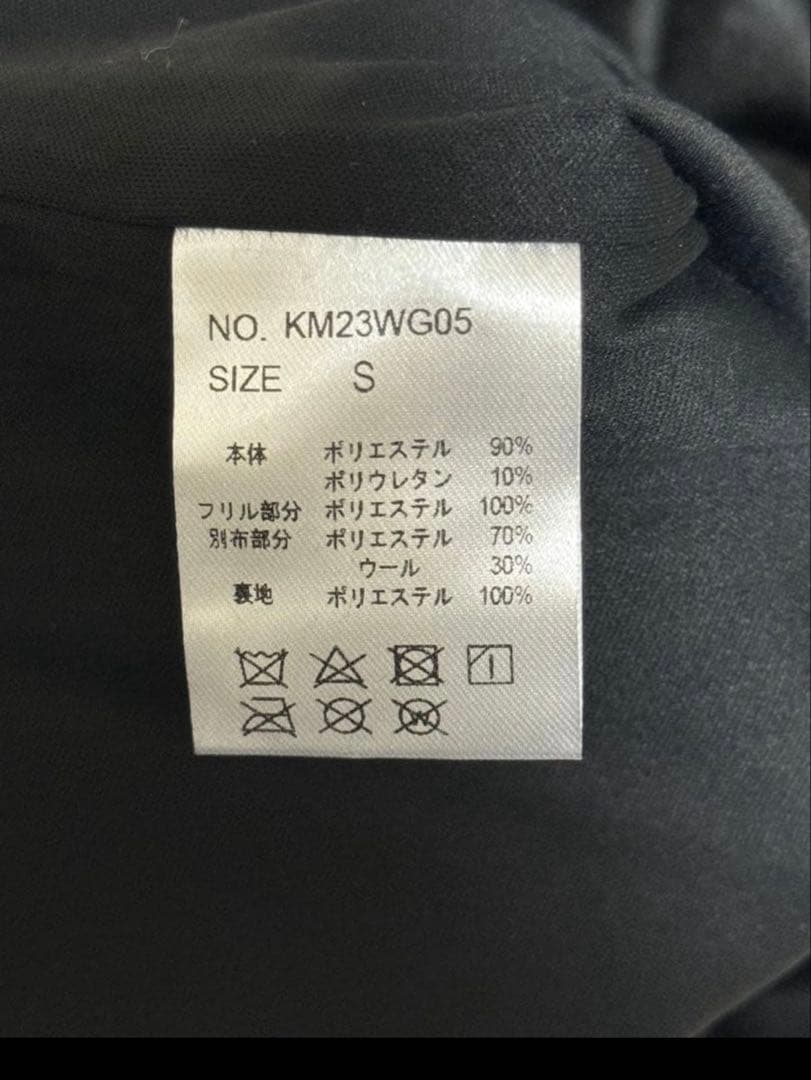 NO. KM23WG05
SIZE S
本体 ポリエステル 90%
ポリウレタン 10%
フリル部分 ポリエステル 100%
別布部分 ポリエステル 70%
ウール 30%
裏地 ポリエステル 100%
W